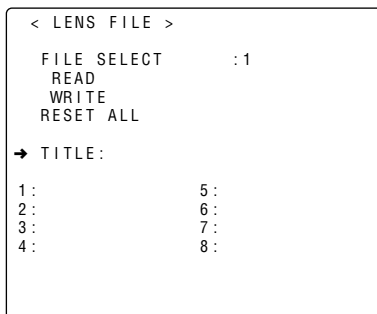 < LENS FILE >
FILE SELECT :1
READ
WRITE
RESET ALL
➔ TITLE:
1: 5:
2: 6:
3: 7:
4: 8: